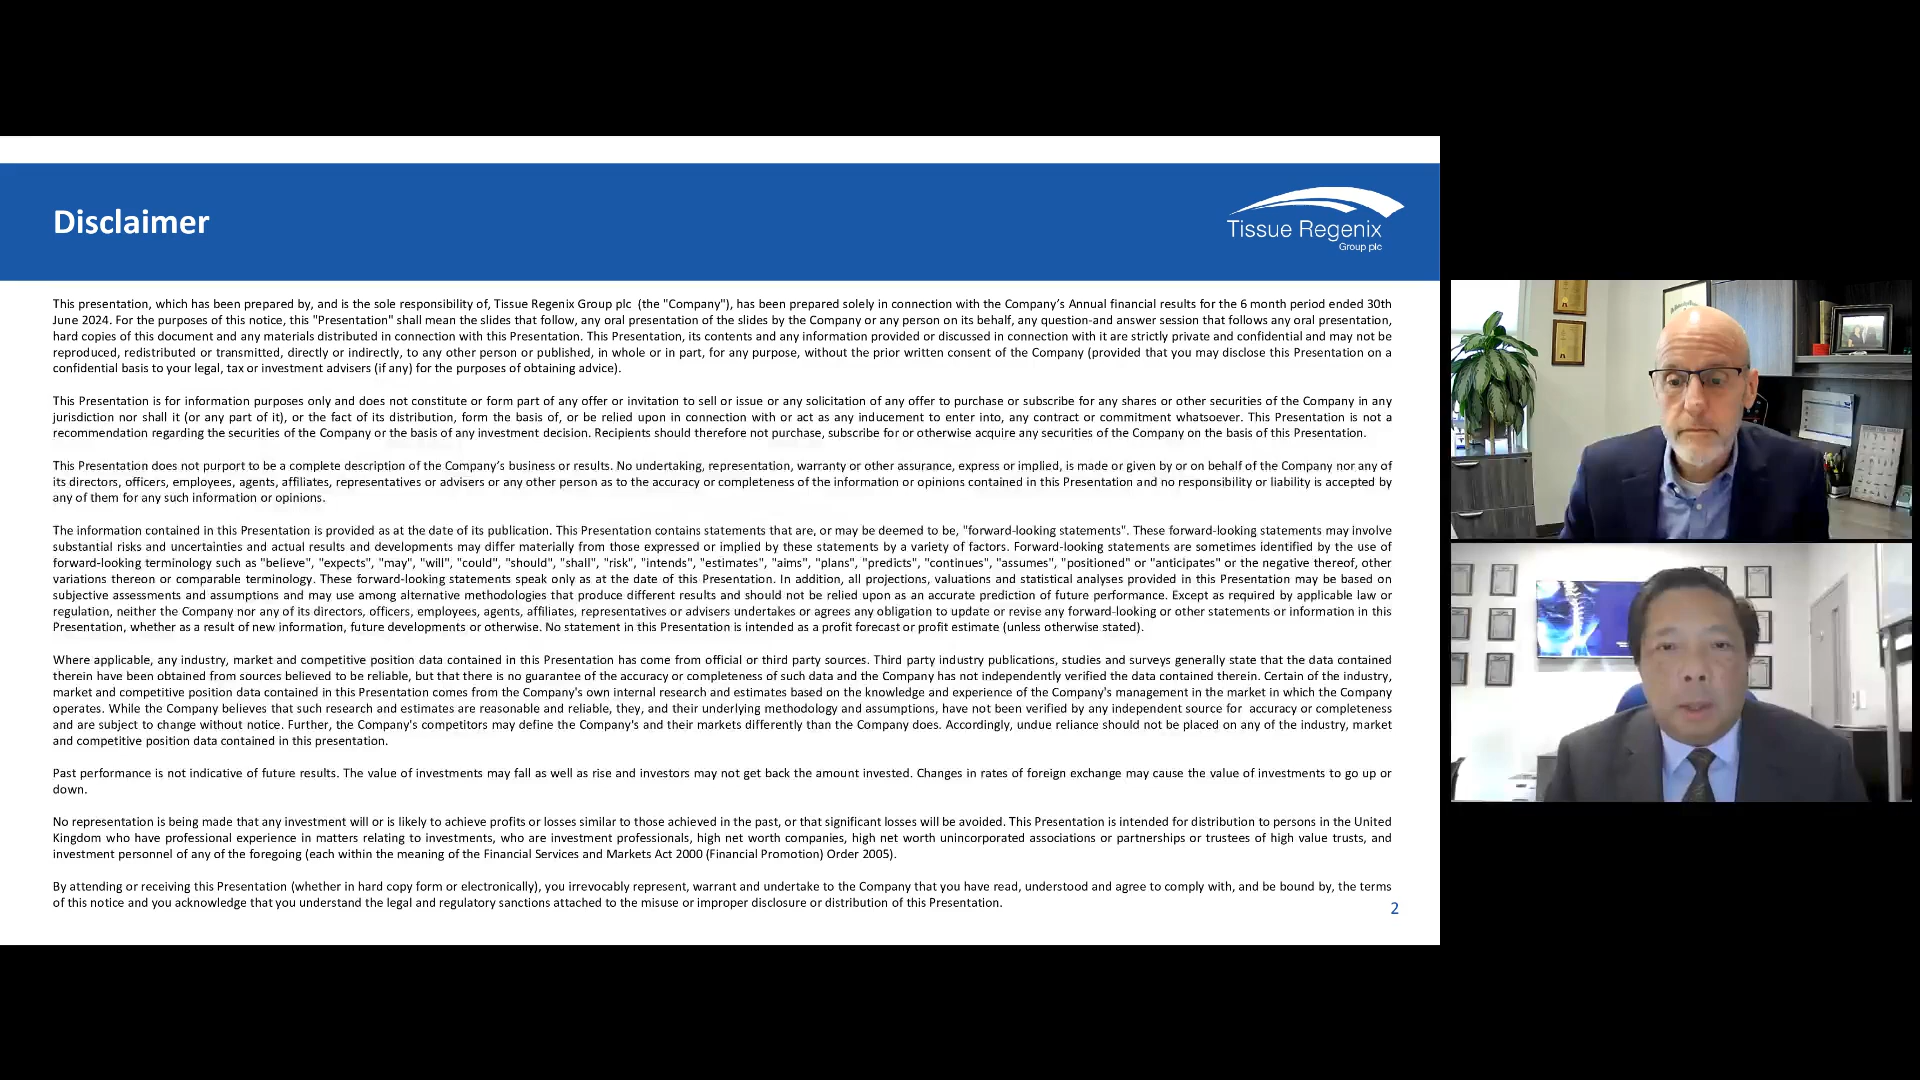 Disclaimer
Tissue Regenix
Group plc
This presentation, which has been prepared by, and is the sole responsibility of, Tissue Regenix Group plc (the "Company"), has been prepared solely in connection with the Company’s Annual financial results for the 6 month period ended 30th
June 2024. For the purposes of this notice, this "Presentation" shall mean the slides that follow, any oral presentation of the slides by the Company or any person on its behalf, any question-and answer session that follows any oral presentation,
hard copies of this document and any materials distributed in connection with this Presentation. This Presentation, its contents and any information provided or discussed in connection with it are strictly private and confidential and may not be
reproduced, redistributed or transmitted, directly or indirectly, to any other person or published, in whole or in part, for any purpose, without the prior written consent of the Company (provided that you may disclose this Presentation on a
confidential basis to your legal, tax or investment advisers (if any) for the purposes of obtaining advice).
This Presentation is for information purposes only and does not constitute or form part of any offer or invitation to sell or issue or any solicitation of any offer to purchase or subscribe for any shares or other securities of the Company in any
jurisdiction nor shall it (or any part of it), or the fact of its distribution, form the basis of, or be relied upon in connection with or act as any inducement to enter into, any contract or commitment whatsoever. This Presentation is not a
recommendation regarding the securities of the Company or the basis of any investment decision. Recipients should therefore not purchase, subscribe for or otherwise acquire any securities of the Company on the basis of this Presentation.
This Presentation does not purport to be a complete description of the Company’s business or results. No undertaking, representation, warranty or other assurance, express or implied, is made or given by or on behalf of the Company nor any of
its directors, officers, employees, agents, affiliates, representatives or advisers or any other person as to the accuracy or completeness of the information or opinions contained in this Presentation and no responsibility or liability is accepted by
any of them for any such information or opinions.
The information contained in this Presentation is provided as at the date of its publication. This Presentation contains statements that are, or may be deemed to be, "forward-looking statements". These forward-looking statements may involve
substantial risks and uncertainties and actual results and developments may differ materially from those expressed or implied by these statements by a variety of factors. Forward-looking statements are sometimes identified by the use of
forward-looking terminology such as "believe", "expects", "may", "will", "could", "should", "shall", "risk", "intends", "estimates", "aims", "plans", "predicts", "continues", "assumes", "positioned" or "anticipates" or the negative thereof, other
variations thereon or comparable terminology. These forward-looking statements speak only as at the date of this Presentation. In addition, all projections, valuations and statistical analyses provided in this Presentation may be based on
subjective assessments and assumptions and may use among alternative methodologies that produce different results and should not be relied upon as an accurate prediction of future performance. Except as required by applicable law or
regulation, neither the Company nor any of its directors, officers, employees, agents, affiliates, representatives or advisers undertakes or agrees any obligation to update or revise any forward-looking or other statements or information in this
Presentation, whether as a result of new information, future developments or otherwise. No statement in this Presentation is intended as a profit forecast or profit estimate (unless otherwise stated).
Where applicable, any industry, market and competitive position data contained in this Presentation has come from official or third party sources. Third party industry publications, studies and surveys generally state that the data contained
therein have been obtained from sources believed to be reliable, but that there is no guarantee of the accuracy or completeness of such data and the Company has not independently verified the data contained therein. Certain of the industry,
market and competitive position data contained in this Presentation comes from the Company's own internal research and estimates based on the knowledge and experience of the Company's management in the market in which the Company
operates. While the Company believes that such research and estimates are reasonable and reliable, they, and their underlying methodology and assumptions, have not been verified by any independent source for accuracy or completeness
and are subject to change without notice. Further, the Company's competitors may define the Company's and their markets differently than the Company does. Accordingly, undue reliance should not be placed on any of the industry, market
and competitive position data contained in this presentation.
Past performance is not indicative of future results. The value of investments may fall as well as rise and investors may not get back the amount invested. Changes in rates of foreign exchange may cause the value of investments to go up or
down.
No representation is being made that any investment will or is likely to achieve profits or losses similar to those achieved in the past, or that significant losses will be avoided. This Presentation is intended for distribution to persons in the United
Kingdom who have professional experience in matters relating to investments, who are investment professionals, high net worth companies, high net worth unincorporated associations or partnerships or trustees of high value trusts, and
investment personnel of any of the foregoing (each within the meaning of the Financial Services and Markets Act 2000 (Financial Promotion) Order 2005).
By attending or receiving this Presentation (whether in hard copy form or electronically), you irrevocably represent, warrant and undertake to the Company that you have read, understood and agree to comply with, and be bound by, the terms
of this notice and you acknowledge that you understand the legal and regulatory sanctions attached to the misuse or improper disclosure or distribution of this Presentation.
2